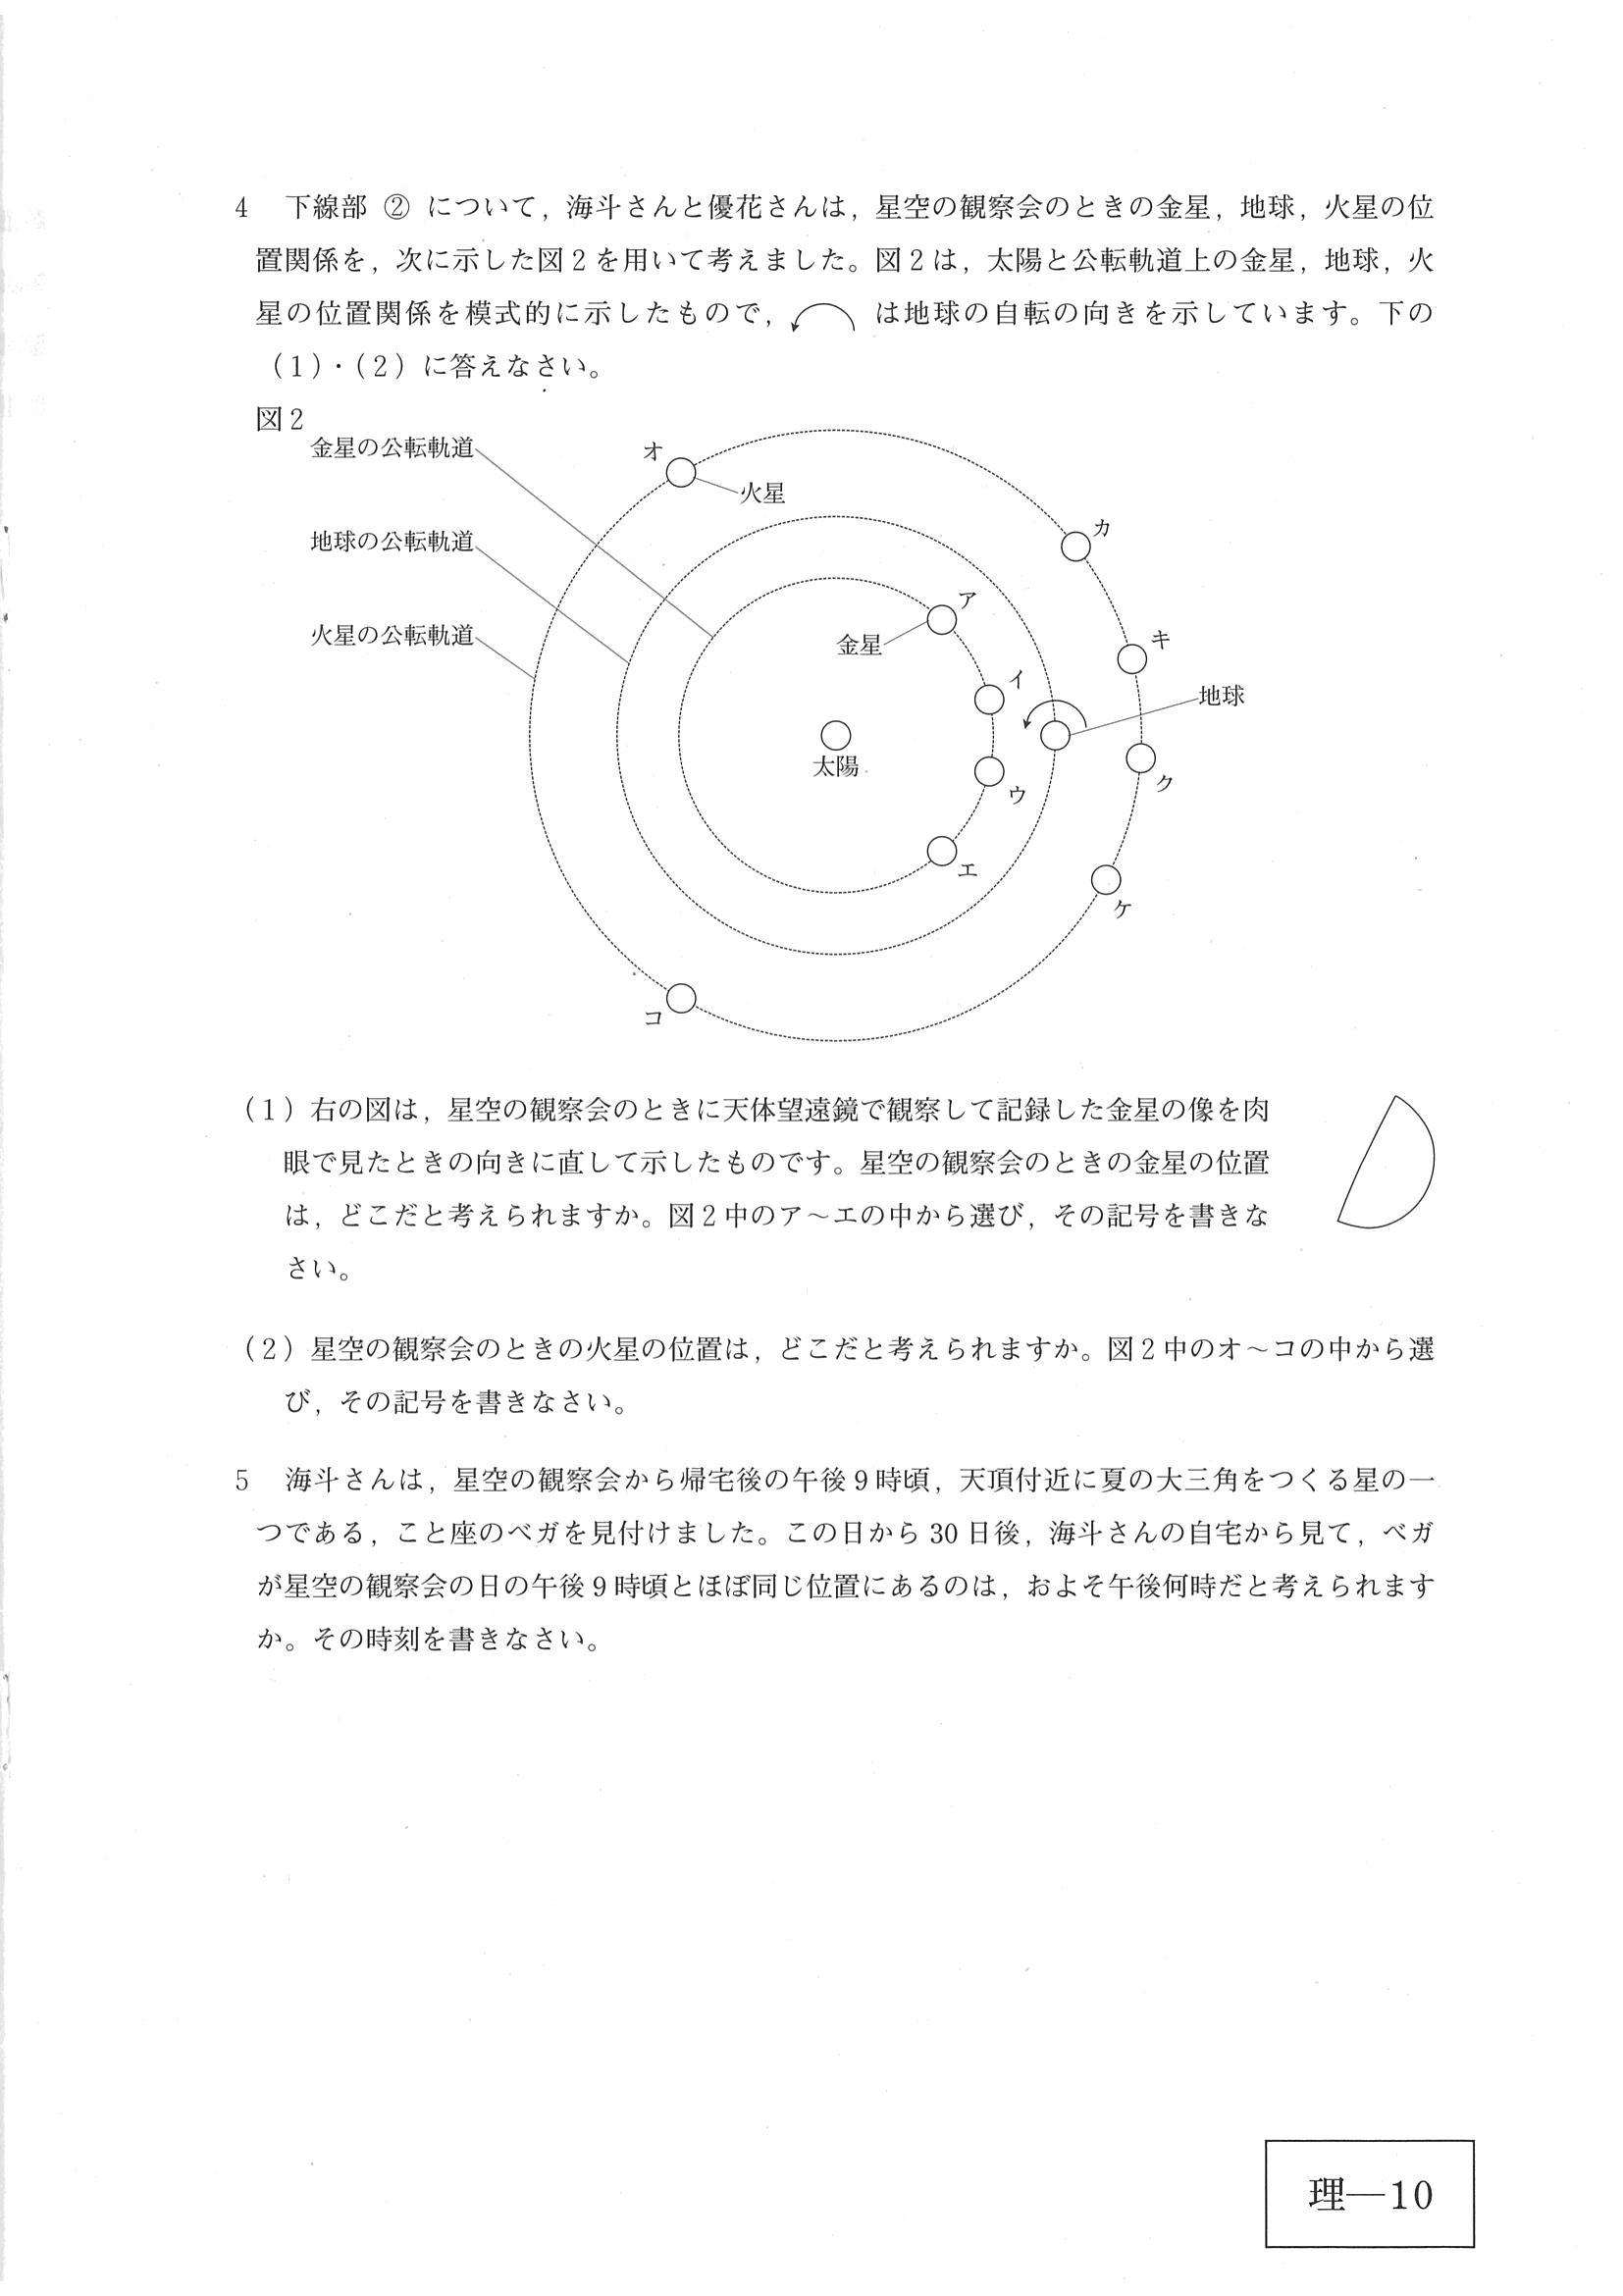 4　下線部 ② について，海斗さんと優花さんは，星空の観察会のときの金星，地球，火星の位
置関係を，次に示した図２を用いて考えました。図２は，太陽と公転軌道上の金星，地球，火
星の位置関係を模式的に示したもので，　は地球の自転の向きを示しています。下の
（1）・（2）に答えなさい。
図２
金星の公転軌道
地球の公転軌道
火星の公転軌道
オ
火星
カ
ア
金星
キ
イ
地球
太陽
ウ
ク
エ
ケ
コ
（1）右の図は，星空の観察会のときに天体望遠鏡で観察して記録した金星の像を肉
眼で見たときの向きに直して示したものです。星空の観察会のときの金星の位置
は，どこだと考えられますか。図２中のア～エの中から選び，その記号を書きな
さい。
（2）星空の観察会のときの火星の位置は，どこだと考えられますか。図２中のオ～コの中から選
び，その記号を書きなさい。
5　海斗さんは，星空の観察会から帰宅後の午後９時頃，天頂付近に夏の大三角をつくる星の一
つである，こと座のベガを見付けました。この日から 30 日後，海斗さんの自宅から見て，ベガ
が星空の観察会の日の午後９時頃とほぼ同じ位置にあるのは，およそ午後何時だと考えられます
か。その時刻を書きなさい。
理―10